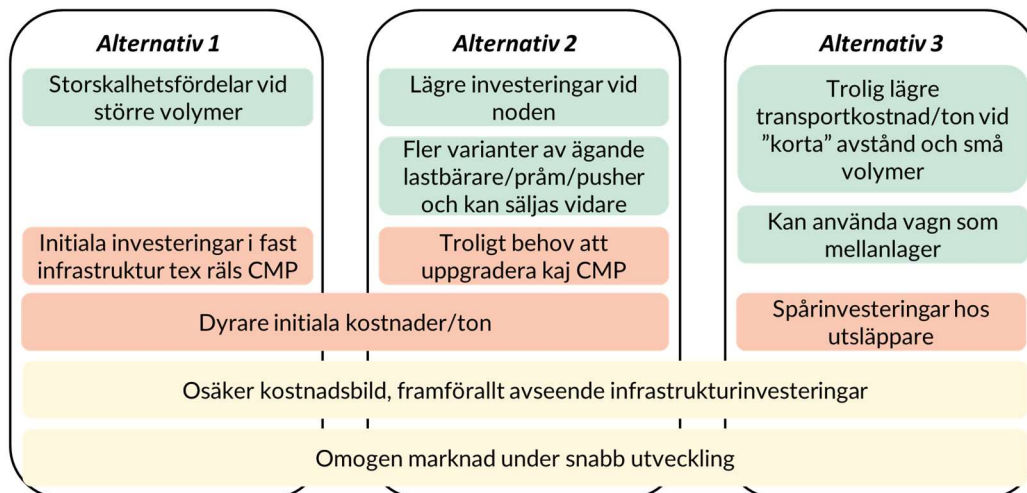 Alternativ 1
Storskalhetsfördelar vid
större volymer
Initiala investeringar i fast
infrastruktur tex räls CMP
Alternativ 2
Lägre investeringar vid
noden
Fler varianter av ägande
lastbärare/pråm/pusher
och kan säljas vidare
Troligt behov att
uppgradera kaj CMP
Dyrare initiala kostnader/ton
Alternativ 3
Trolig lägre
transportkostnad/ton vid
”korta” avstånd och små
volymer
Kan använda vagn som
mellanlager
Spårinvesteringar hos
utsläppare
Osäker kostnadsbild, framförallt avseende infrastrukturinvesteringar
Omogen marknad under snabb utveckling